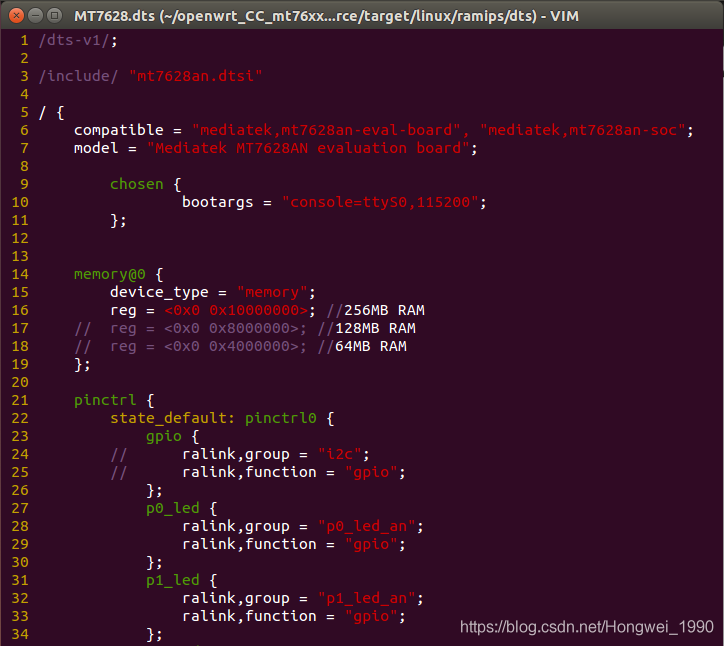 MT7628.dts (~/openwrt_CC_mt76xx...rce/target/linux/ramips/dts) - VIM
1 /dts-v1/;
2
3 /include/ "mt7628an.dtsi"
4
5 / {
6     compatible = "mediatek,mt7628an-eval-board", "mediatek,mt7628an-soc";
7     model = "Mediatek MT7628AN evaluation board";
8
9         chosen {
10                 bootargs = "console=ttyS0,115200";
11         };
12
13
14     memory@0 {
15         device_type = "memory";
16         reg = <0x0 0x10000000>; //256MB RAM
17     //  reg = <0x0 0x8000000>; //128MB RAM
18     //  reg = <0x0 0x4000000>; //64MB RAM
19     };
20
21     pinctrl {
22         state_default: pinctrl0 {
23             gpio {
24         //      ralink,group = "i2c";
25         //      ralink,function = "gpio";
26             };
27             p0_led {
28                 ralink,group = "p0_led_an";
29                 ralink,function = "gpio";
30             };
31             p1_led {
32                 ralink,group = "p1_led_an";
33                 ralink,function = "gpio";
34             };
https://blog.csdn.net/Hongwei_1990